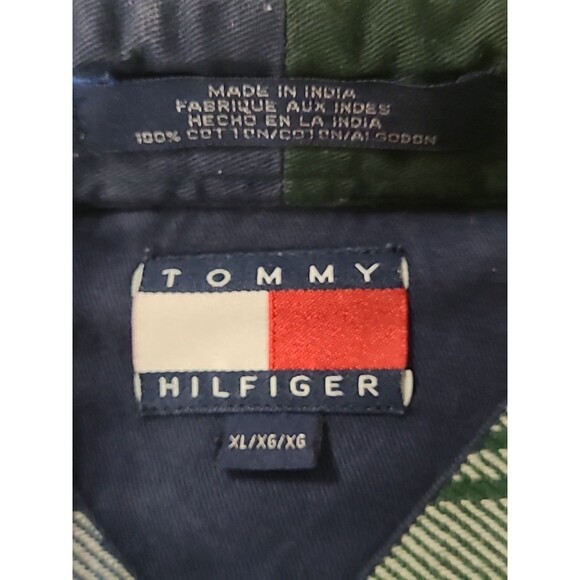 MADE IN INDIA
FABRIQUE AUX INDES
HECHO EN LA INDIA
100% COTTON/COTON/ALGODON
TOMMY
HILFIGER
XL/XG/XG